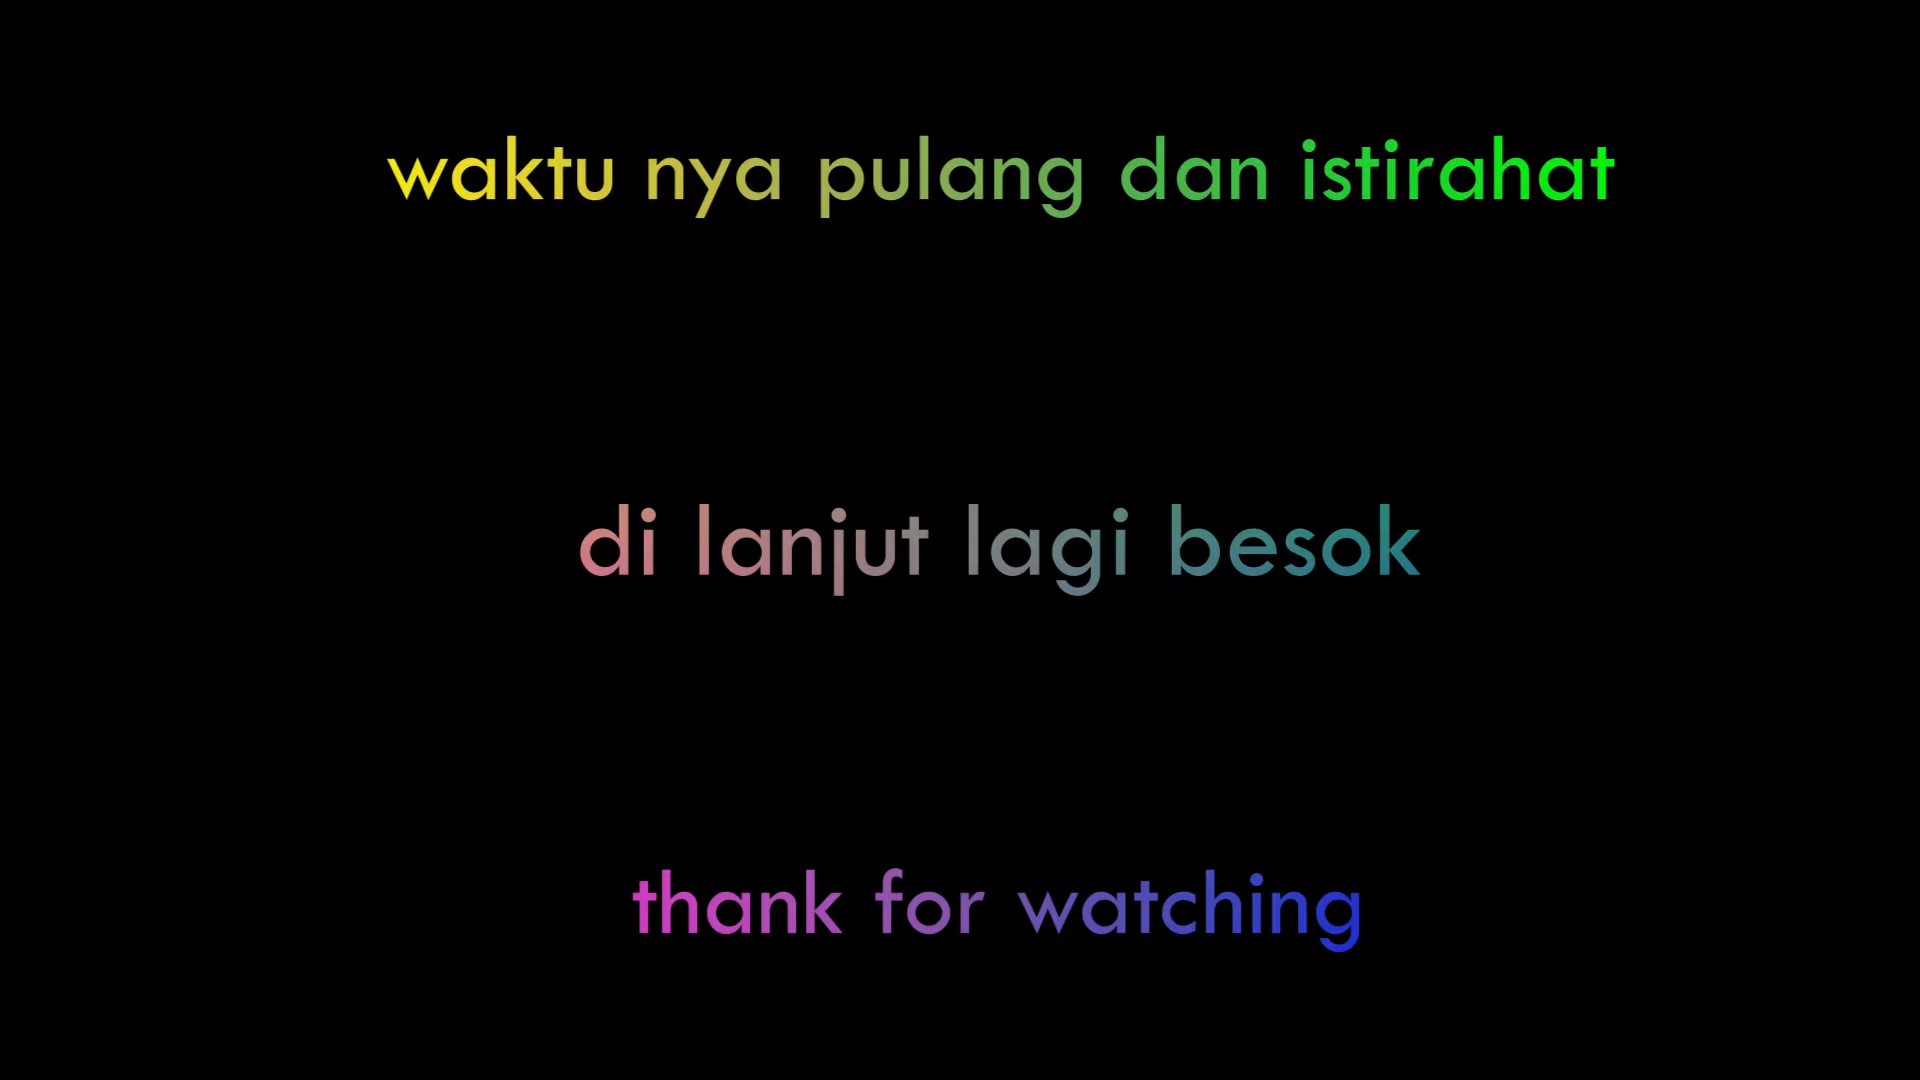 waktu nya pulang dan istirahat
di lanjut lagi besok
thank for watching